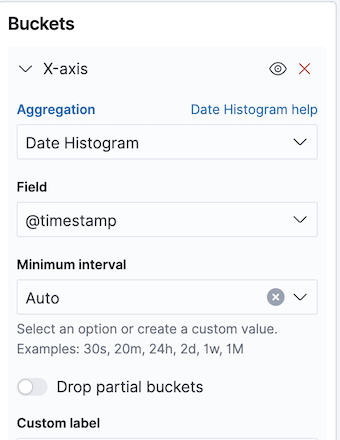 Buckets
X-axis
Aggregation Date Histogram help
Date Histogram
Field
@timestamp
Minimum interval
Auto
Select an option or create a custom value.
Examples: 30s, 20m, 24h, 2d, 1w, 1M
Drop partial buckets
Custom label